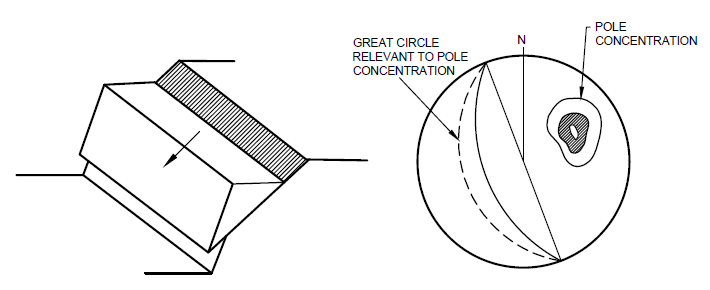 GREAT CIRCLE
RELEVANT TO POLE
CONCENTRATION
N
POLE
CONCENTRATION